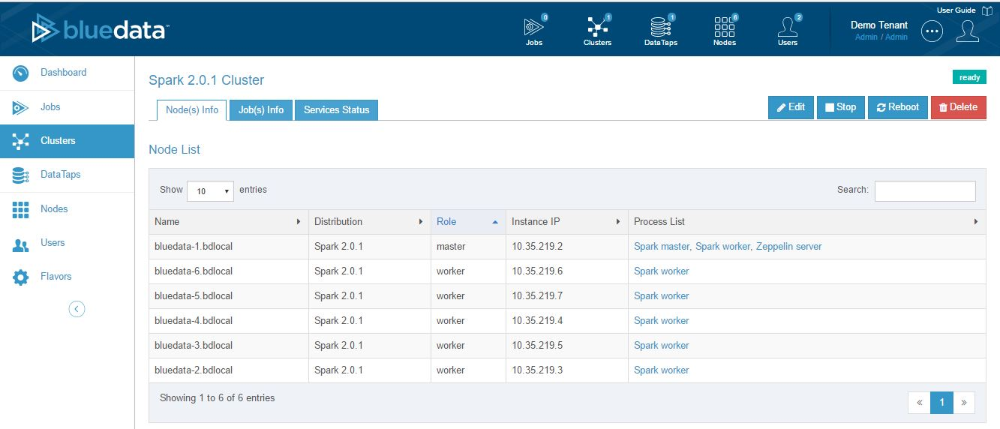 User Guide
bluedata™
0 1 1 6 2
Jobs Clusters DataTaps Nodes Users
Demo Tenant
Admin / Admin
Dashboard
Jobs
Clusters
DataTaps
Nodes
Users
Flavors
Spark 2.0.1 Cluster
ready
Node(s) Info Job(s) Info Services Status
Edit Stop Reboot Delete
Node List
Show 10 entries Search:
Name Distribution Role Instance IP Process List
bluedata-1.bdlocal Spark 2.0.1 master 10.35.219.2 Spark master, Spark worker, Zeppelin server
bluedata-6.bdlocal Spark 2.0.1 worker 10.35.219.6 Spark worker
bluedata-5.bdlocal Spark 2.0.1 worker 10.35.219.7 Spark worker
bluedata-4.bdlocal Spark 2.0.1 worker 10.35.219.4 Spark worker
bluedata-3.bdlocal Spark 2.0.1 worker 10.35.219.5 Spark worker
bluedata-2.bdlocal Spark 2.0.1 worker 10.35.219.3 Spark worker
Showing 1 to 6 of 6 entries
« 1 »